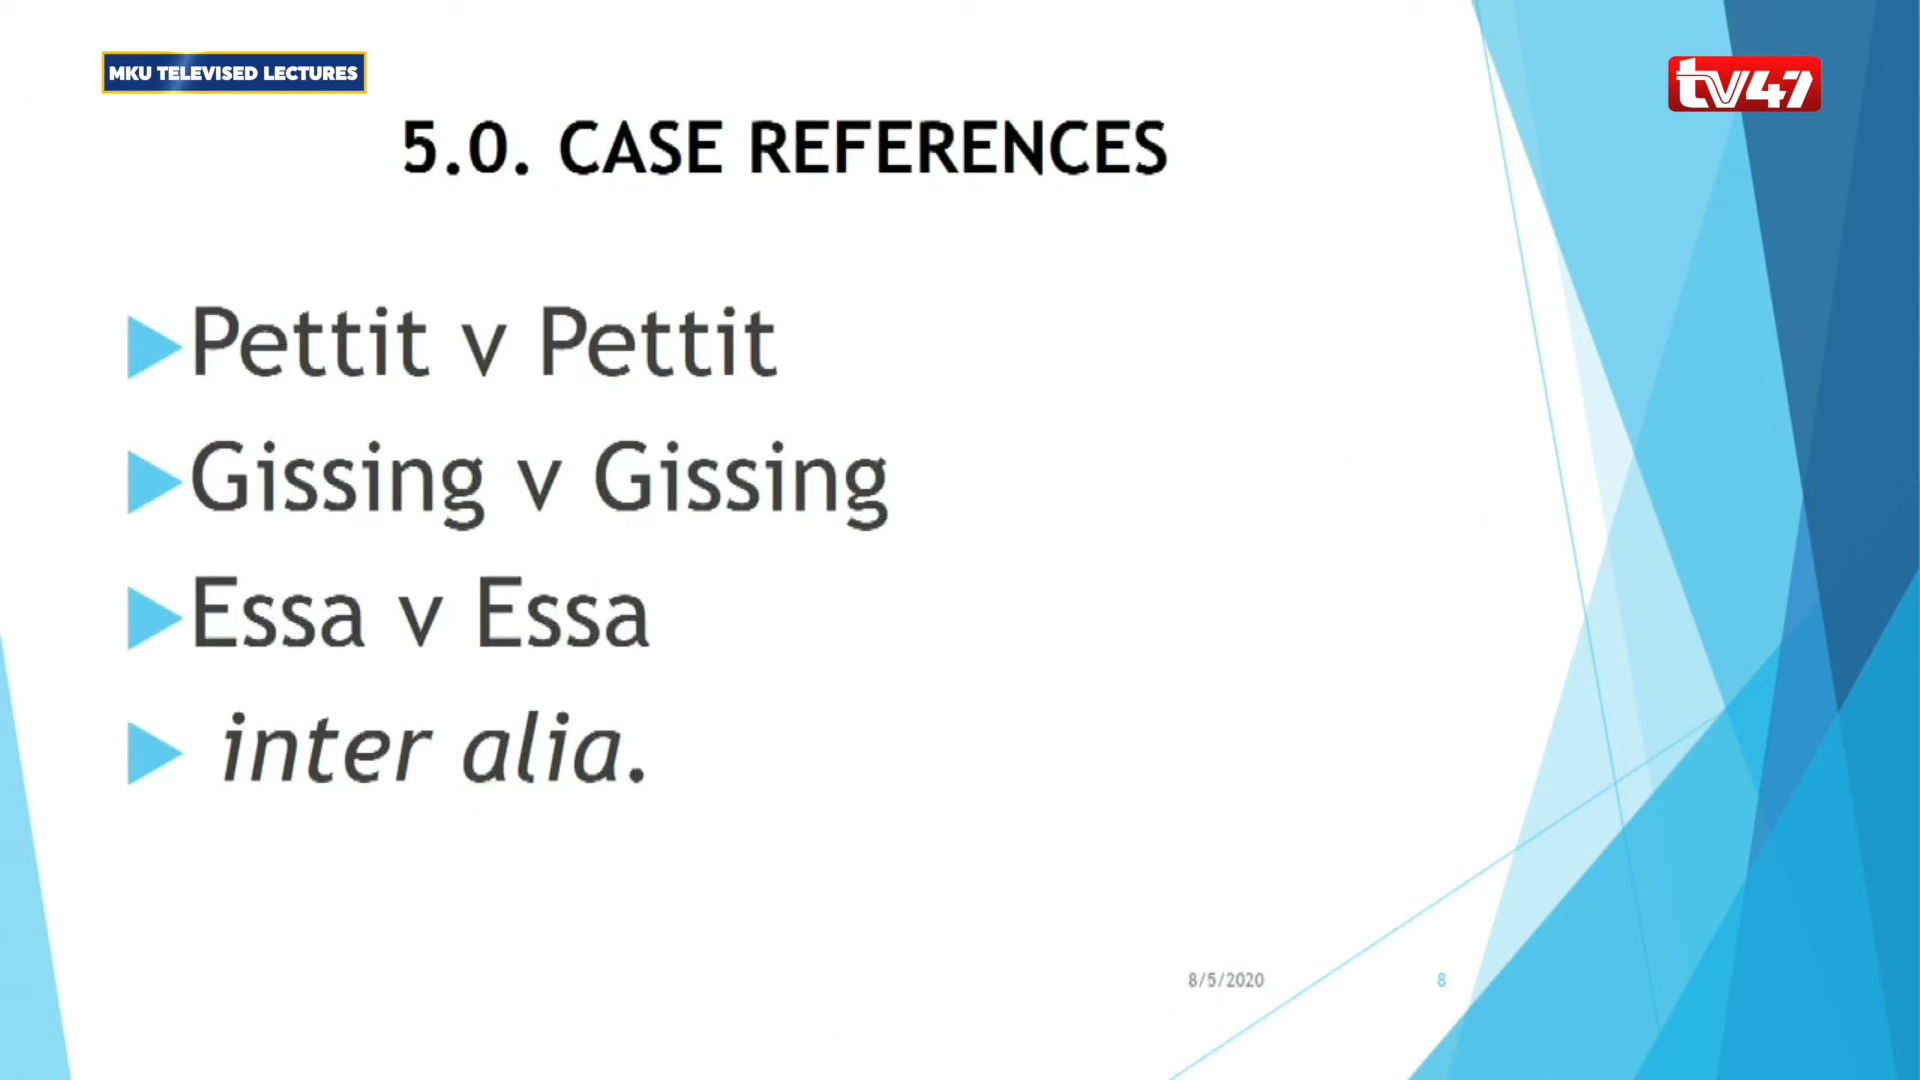 MKU TELEVISED LECTURES
tv47
5.0. CASE REFERENCES
Pettit v Pettit
Gissing v Gissing
Essa v Essa
inter alia.
8/5/2020
8